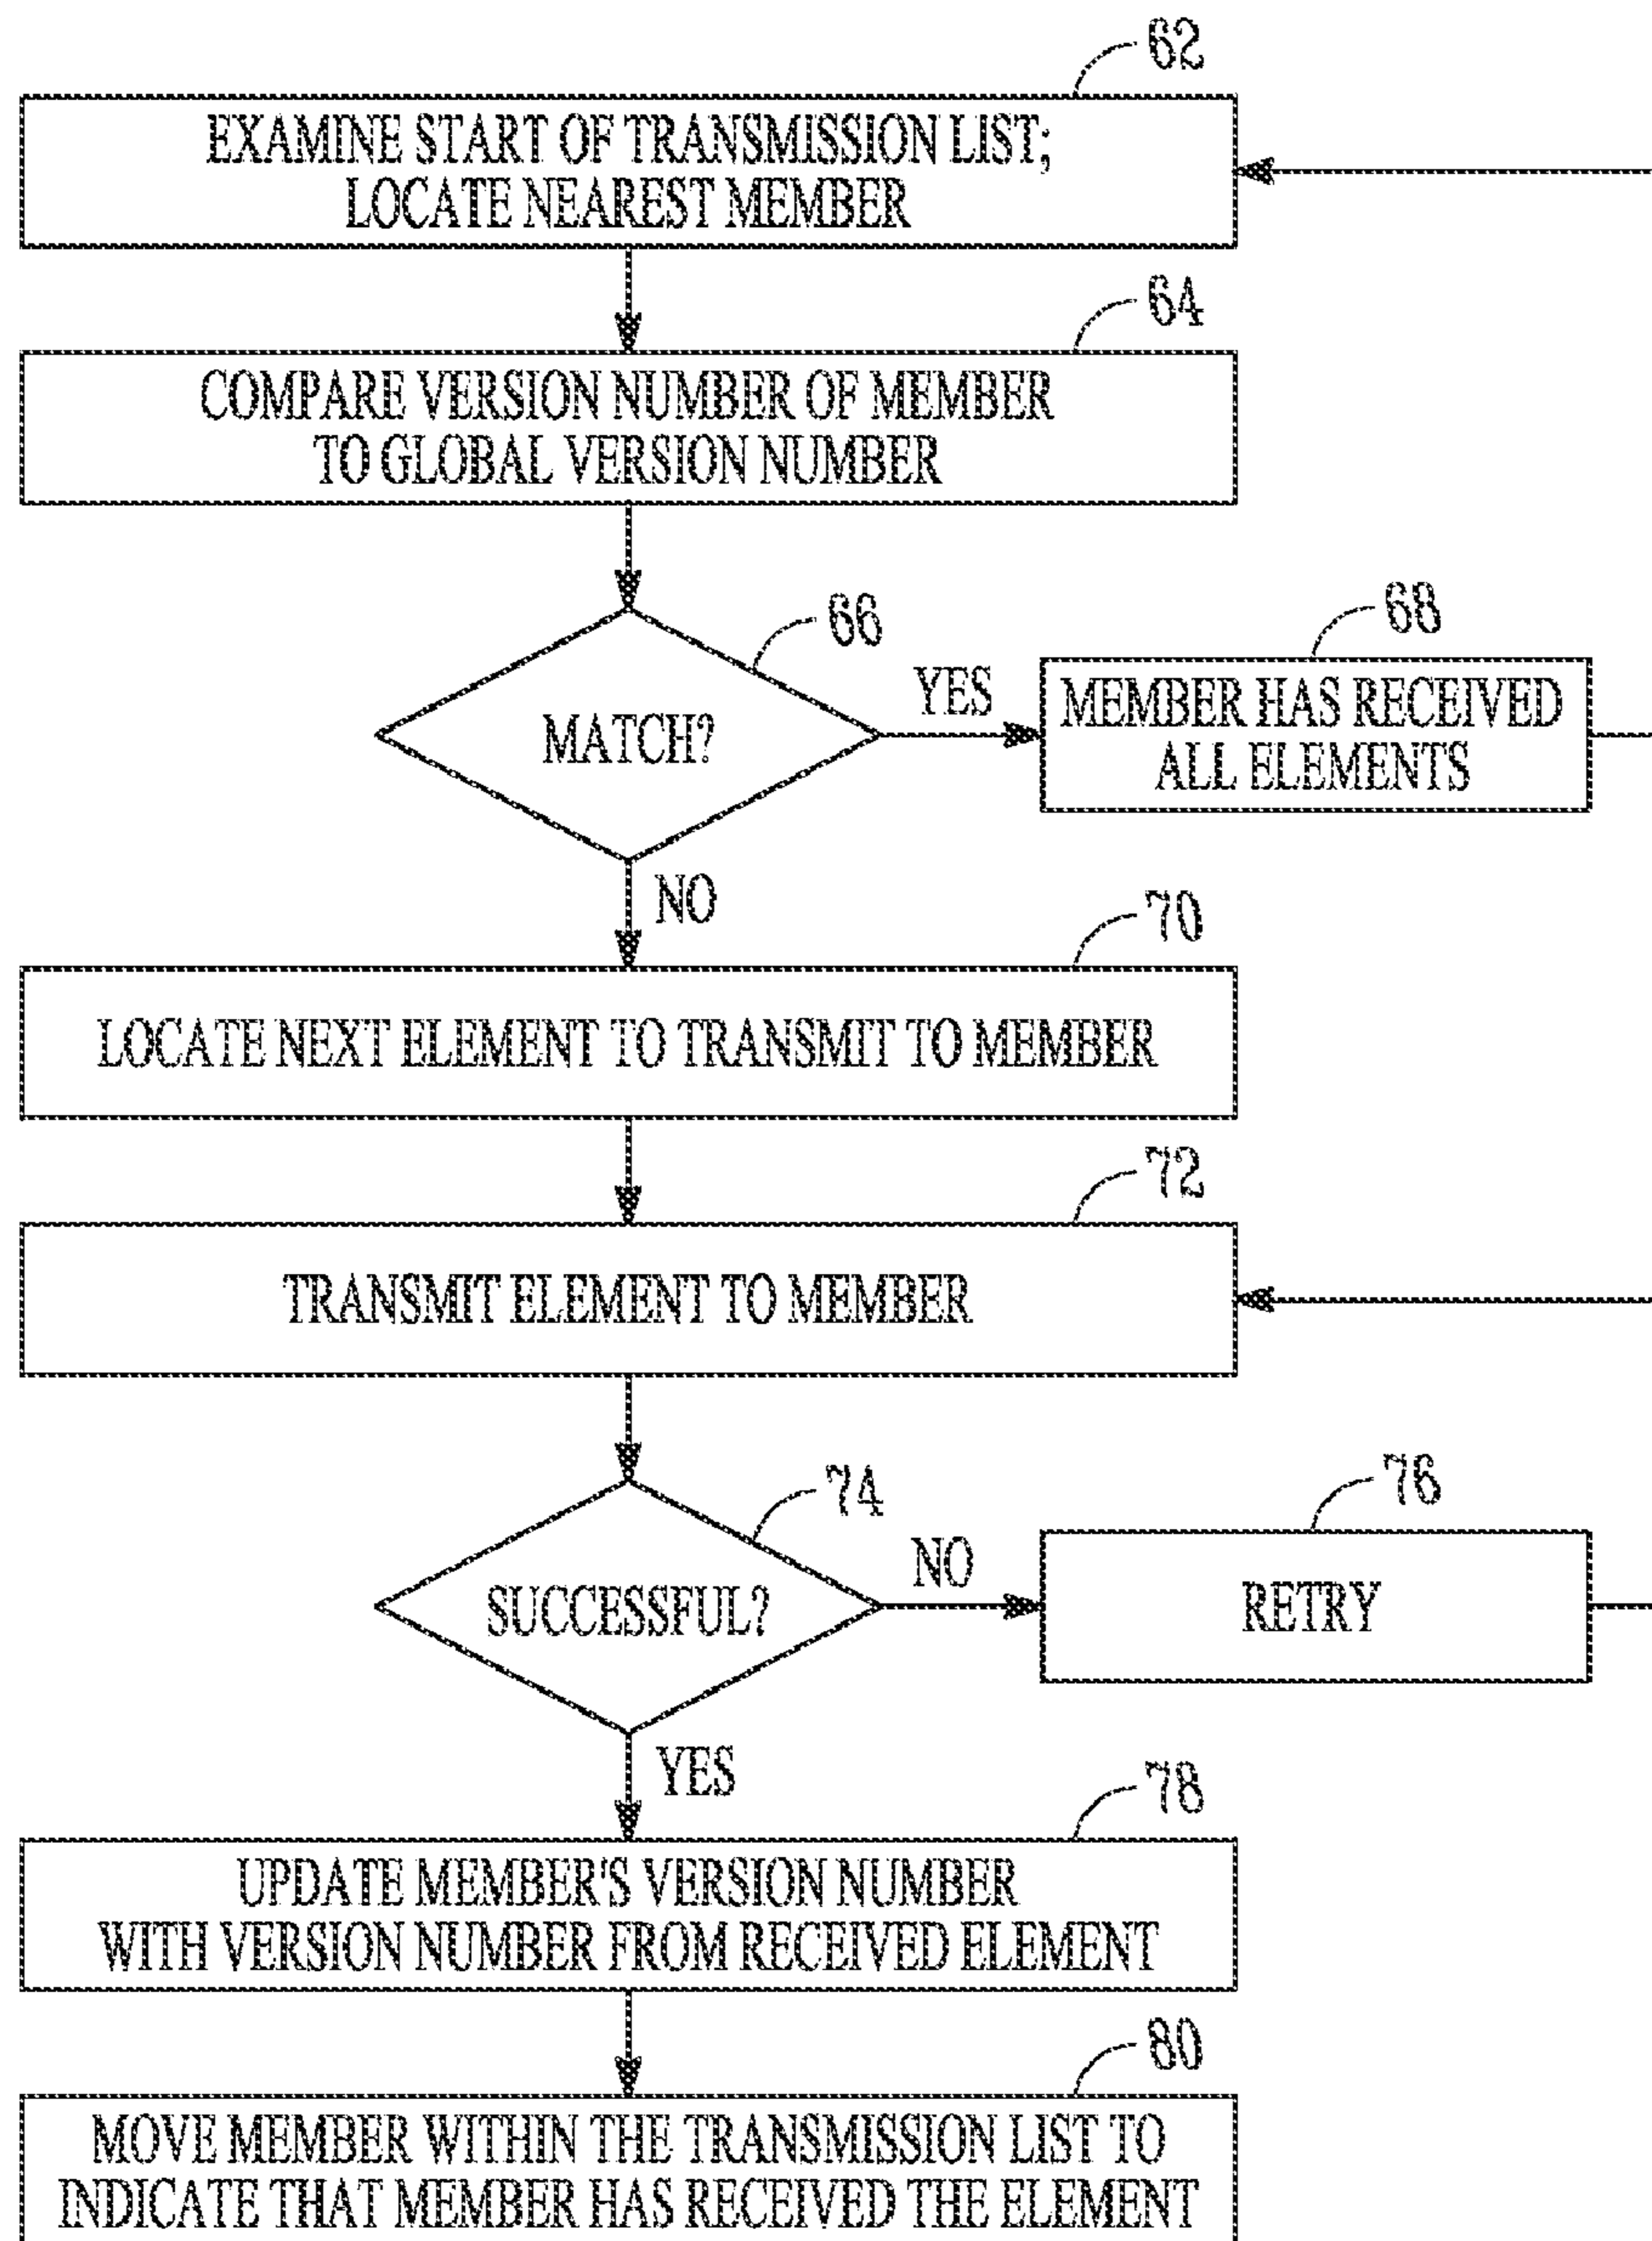 62
EXAMINE START OF TRANSMISSION LIST;
LOCATE NEAREST MEMBER
64
COMPARE VERSION NUMBER OF MEMBER
TO GLOBAL VERSION NUMBER
66
MATCH?
YES
68
MEMBER HAS RECEIVED
ALL ELEMENTS
NO
70
LOCATE NEXT ELEMENT TO TRANSMIT TO MEMBER
72
TRANSMIT ELEMENT TO MEMBER
74
SUCCESSFUL?
NO
76
RETRY
YES
78
UPDATE MEMBER'S VERSION NUMBER
WITH VERSION NUMBER FROM RECEIVED ELEMENT
80
MOVE MEMBER WITHIN THE TRANSMISSION LIST TO
INDICATE THAT MEMBER HAS RECEIVED THE ELEMENT